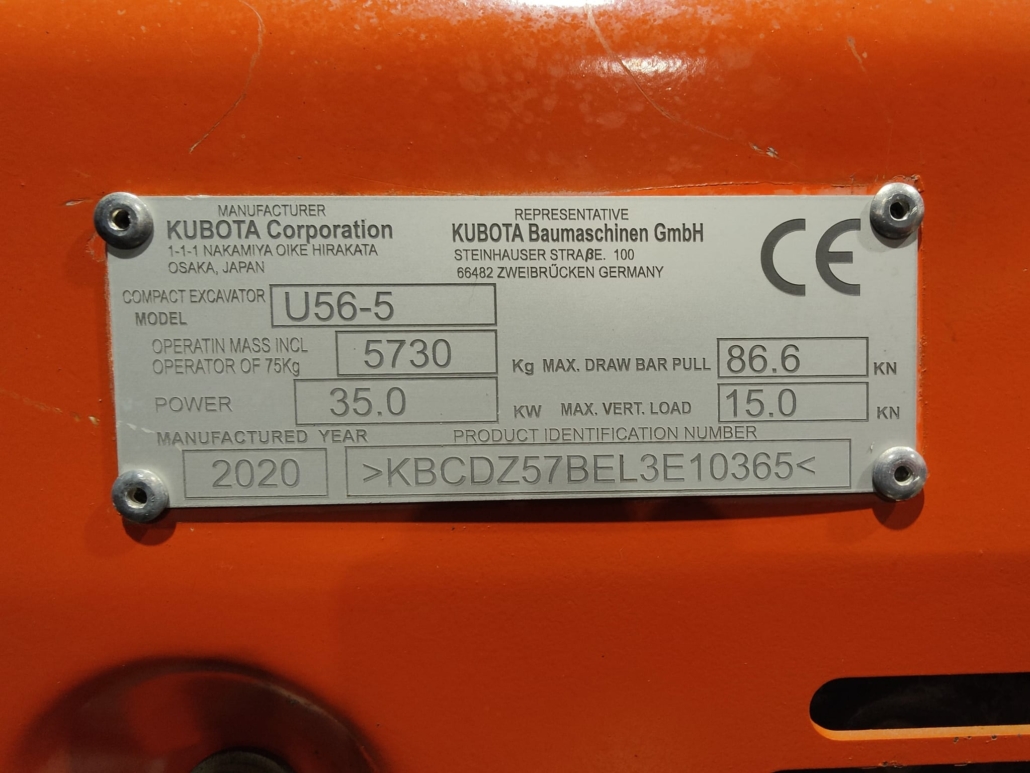 MANUFACTURER
KUBOTA Corporation
1-1-1 NAKAMIYA OIKE HIRAKATA
OSAKA, JAPAN
REPRESENTATIVE
KUBOTA Baumaschinen GmbH
STEINHAUSER STRAßE. 100
66482 ZWEIBRÜCKEN GERMANY
CE
COMPACT EXCAVATOR
MODEL
U56-5
OPERATIN MASS INCL
OPERATOR OF 75Kg
5730 Kg
MAX. DRAW BAR PULL 86.6 KN
POWER 35.0 KW
MAX. VERT. LOAD 15.0 KN
MANUFACTURED YEAR
2020
PRODUCT IDENTIFICATION NUMBER
>KBCDZ57BEL3E10365<